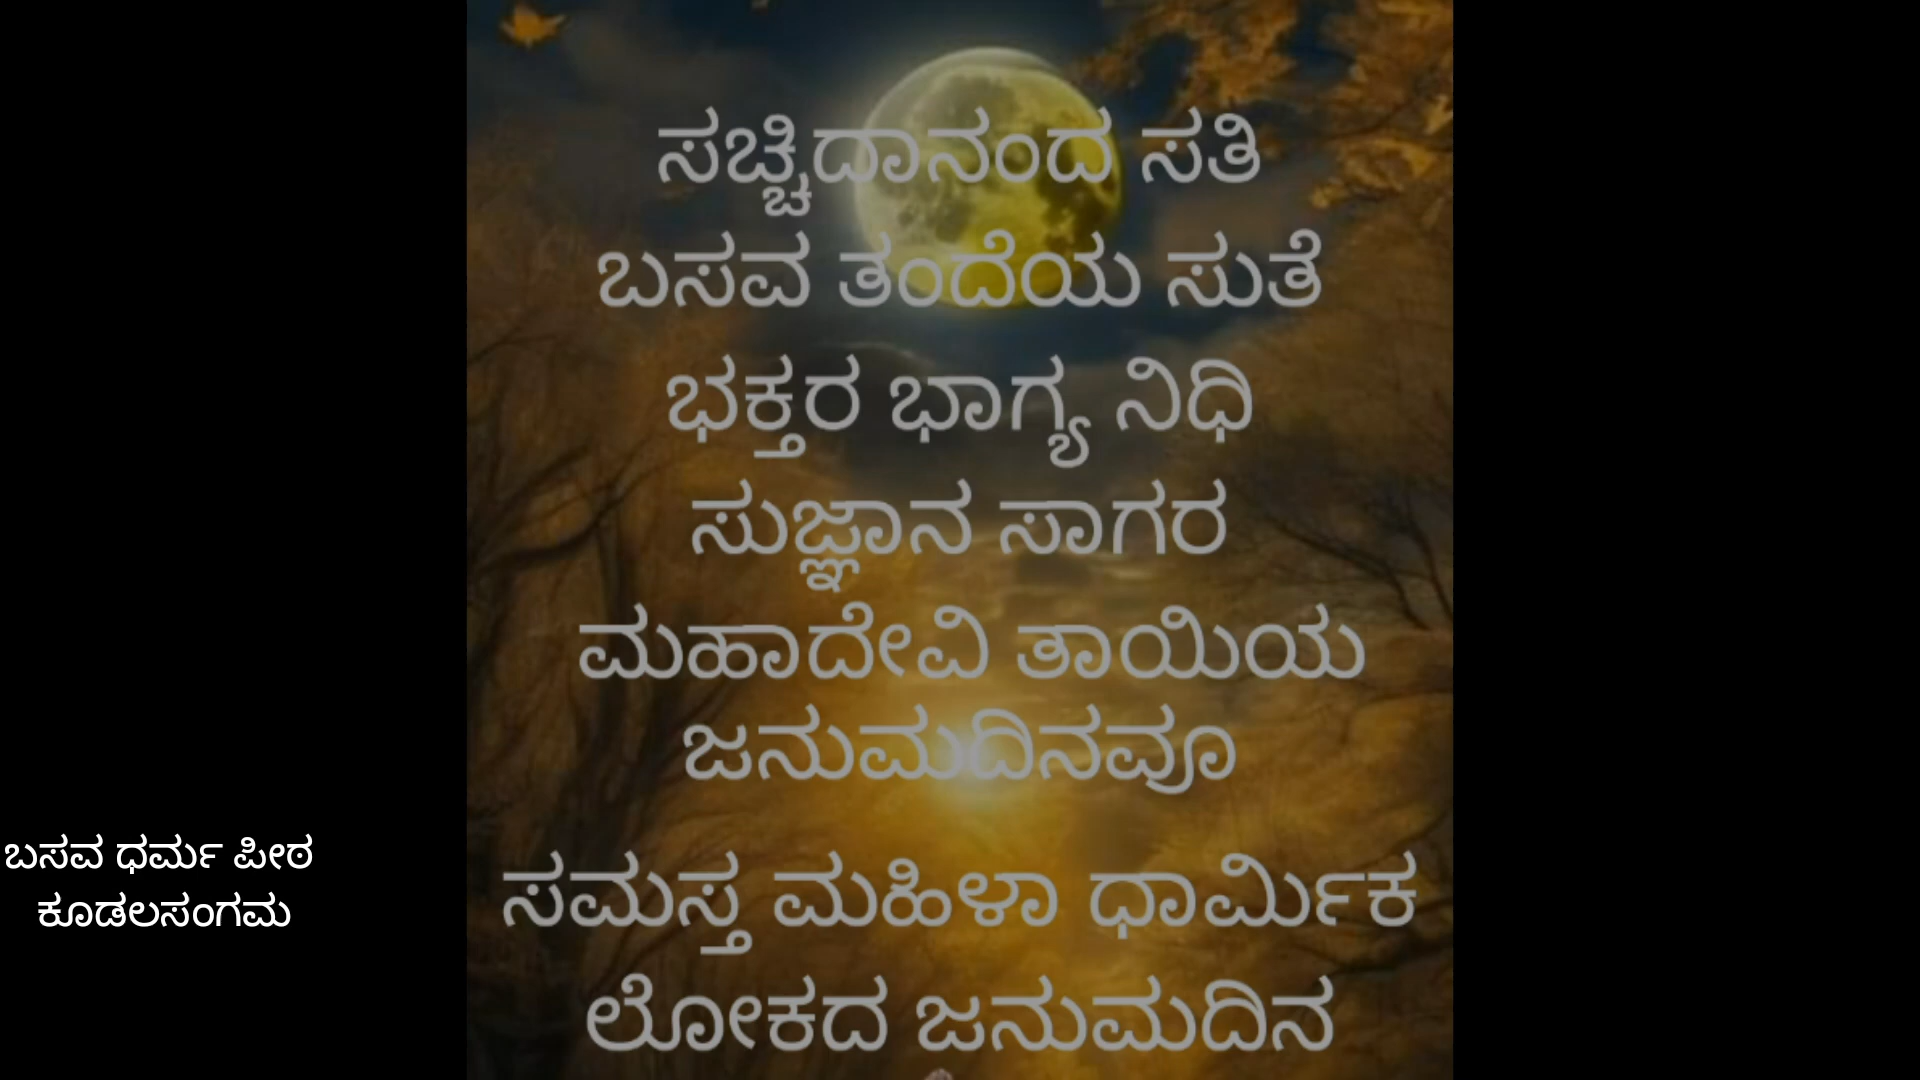 ಸಚ್ಚಿದಾನಂದ ಸತಿ
ಬಸವ ತಂದೆಯ ಸುತೆ
ಭಕ್ತರ ಭಾಗ್ಯ ನಿಧಿ
ಸುಜ್ಞಾನ ಸಾಗರ
ಮಹಾದೇವಿ ತಾಯಿಯ
ಜನುಮದಿನವೂ
ಸಮಸ್ತ ಮಹಿಳಾ ಧಾರ್ಮಿಕ
ಲೋಕದ ಜನುಮದಿನ
ಬಸವ ಧರ್ಮ ಪೀಠ
ಕೂಡಲಸಂಗಮ